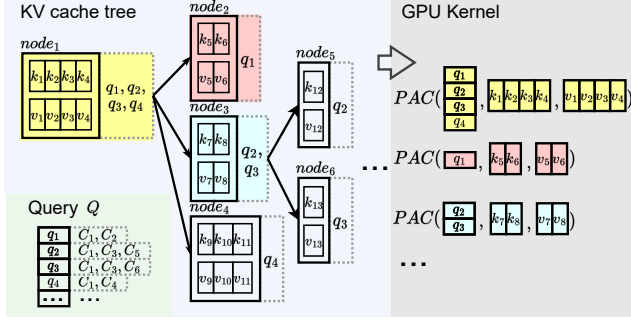 KV cache tree
node1
k1 k2 k3 k4
v1 v2 v3 v4
q1, q2,
q3, q4
node2
k5 k6
v5 v6
q1
node3
k7 k8
v7 v8
q2,
q3
node4
k9 k10 k11
v9 v10 v11
q4
node5
k12
v12
q2
node6
k13
v13
q3
...
Query Q
q1 C1, C2
q2 C1, C3, C5
q3 C1, C3, C6
q4 C1, C4
... ...
GPU Kernel
PAC( q1 q2 q3 q4 , k1 k2 k3 k4 , v1 v2 v3 v4 )
PAC( q1 , k5 k6 , v5 v6 )
PAC( q2 q3 , k7 k8 , v7 v8 )
...